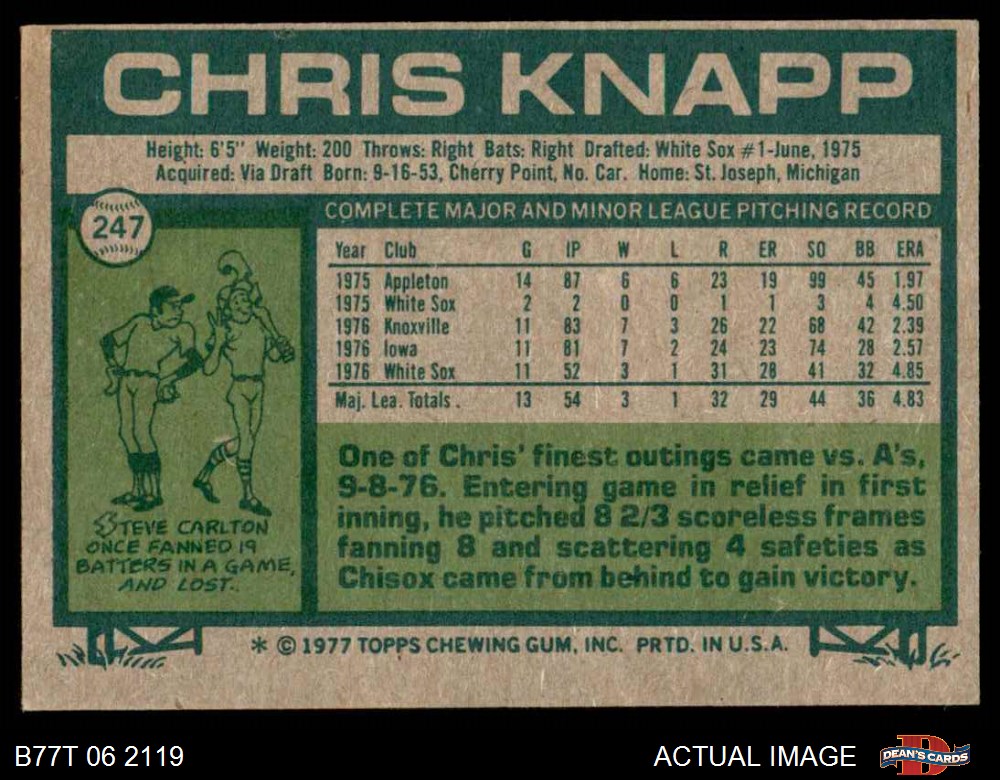 CHRIS KNAPP
Height: 6'5" Weight: 200 Throws: Right Bats: Right Drafted: White Sox #1-June, 1975
Acquired: Via Draft Born: 9-16-53, Cherry Point, No. Car. Home: St. Joseph, Michigan
247
COMPLETE MAJOR AND MINOR LEAGUE PITCHING RECORD
Year Club G IP W L R ER SO BB ERA
1975 Appleton 14 87 6 6 23 19 99 45 1.97
1975 White Sox 2 2 0 0 1 1 3 4 4.50
1976 Knoxville 11 83 7 3 26 22 68 42 2.39
1976 Iowa 11 81 7 2 24 23 74 28 2.57
1976 White Sox 11 52 3 1 31 28 41 32 4.85
Maj. Lea. Totals . 13 54 3 1 32 29 44 36 4.83
STEVE CARLTON
ONCE FANNED 19
BATTERS IN A GAME,
AND LOST..
One of Chris' finest outings came vs. A's,
9-8-76. Entering game in relief in first
inning, he pitched 8 2/3 scoreless frames
fanning 8 and scattering 4 safeties as
Chisox came from behind to gain victory.
* © 1977 TOPPS CHEWING GUM, INC. PRTD. IN U.S.A.
B77T 06 2119
ACTUAL IMAGE
D
DEAN'S CARDS